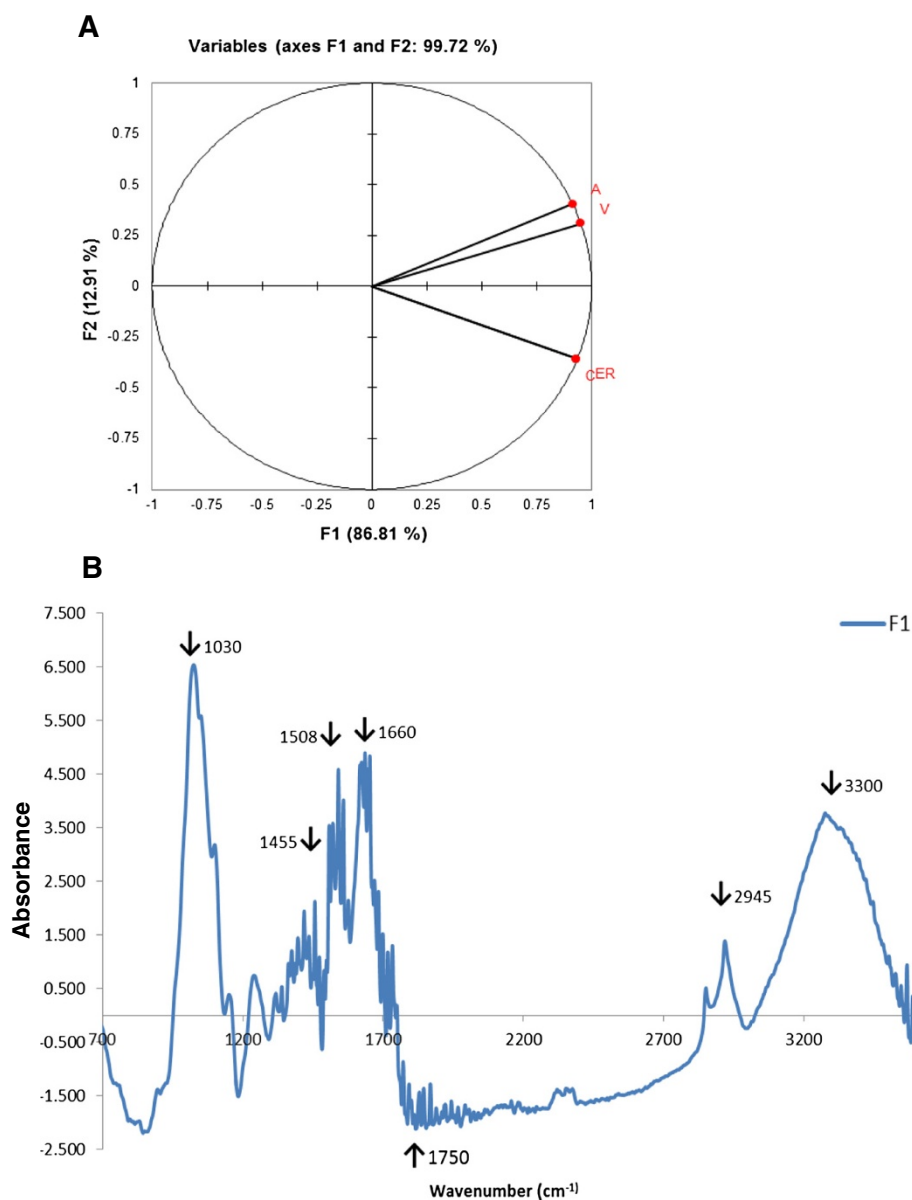 A
Variables (axes F1 and F2: 99.72 %)
1
0.75
0.5
0.25
0
-0.25
-0.5
-0.75
-1
A
V
CER
F2 (12.91 %)
-1 -0.75 -0.5 -0.25 0 0.25 0.5 0.75 1
F1 (86.81 %)
B
7.500
6.500
5.500
4.500
3.500
2.500
1.500
0.500
-0.500
-1.500
-2.500
Absorbance
F1
1030
1508
1660
1455
3300
2945
700 1200 1700 2200 2700 3200
1750
Wavenumber (cm⁻¹)